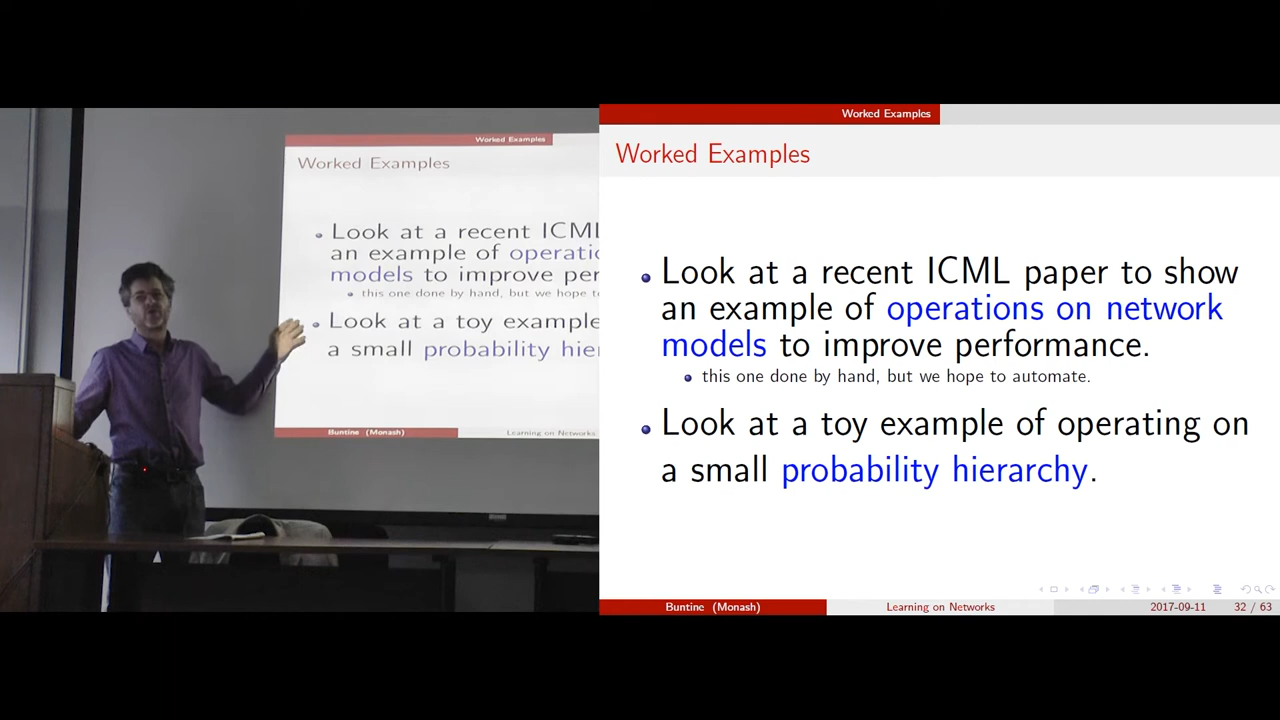 Worked Examples
Worked Examples
Look at a recent ICML
an example of operatio
models to improve per
this one done by hand, but we hope to
Look at a toy example
a small probability hier
Buntine (Monash)
Learning on Networks
Worked Examples
Worked Examples
Look at a recent ICML paper to show
an example of operations on network
models to improve performance.
this one done by hand, but we hope to automate.
Look at a toy example of operating on
a small probability hierarchy.
Buntine (Monash)
Learning on Networks
2017-09-11
32 / 63